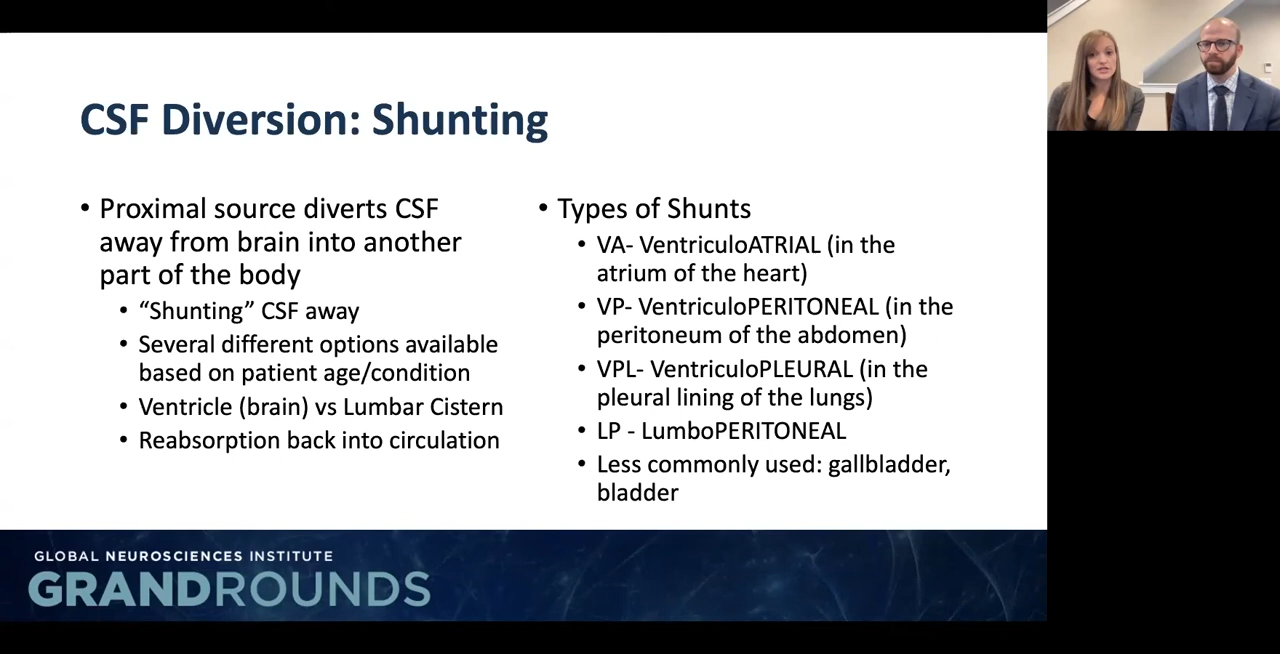 CSF Diversion: Shunting
• Proximal source diverts CSF
away from brain into another
part of the body
• “Shunting” CSF away
• Several different options available
based on patient age/condition
• Ventricle (brain) vs Lumbar Cistern
• Reabsorption back into circulation
• Types of Shunts
• VA- VentriculoATRIAL (in the
atrium of the heart)
• VP- VentriculoPERITONEAL (in the
peritoneum of the abdomen)
• VPL- VentriculoPLEURAL (in the
pleural lining of the lungs)
• LP - LumboPERITONEAL
• Less commonly used: gallbladder,
bladder
GLOBAL NEUROSCIENCES INSTITUTE
GRANDROUNDS